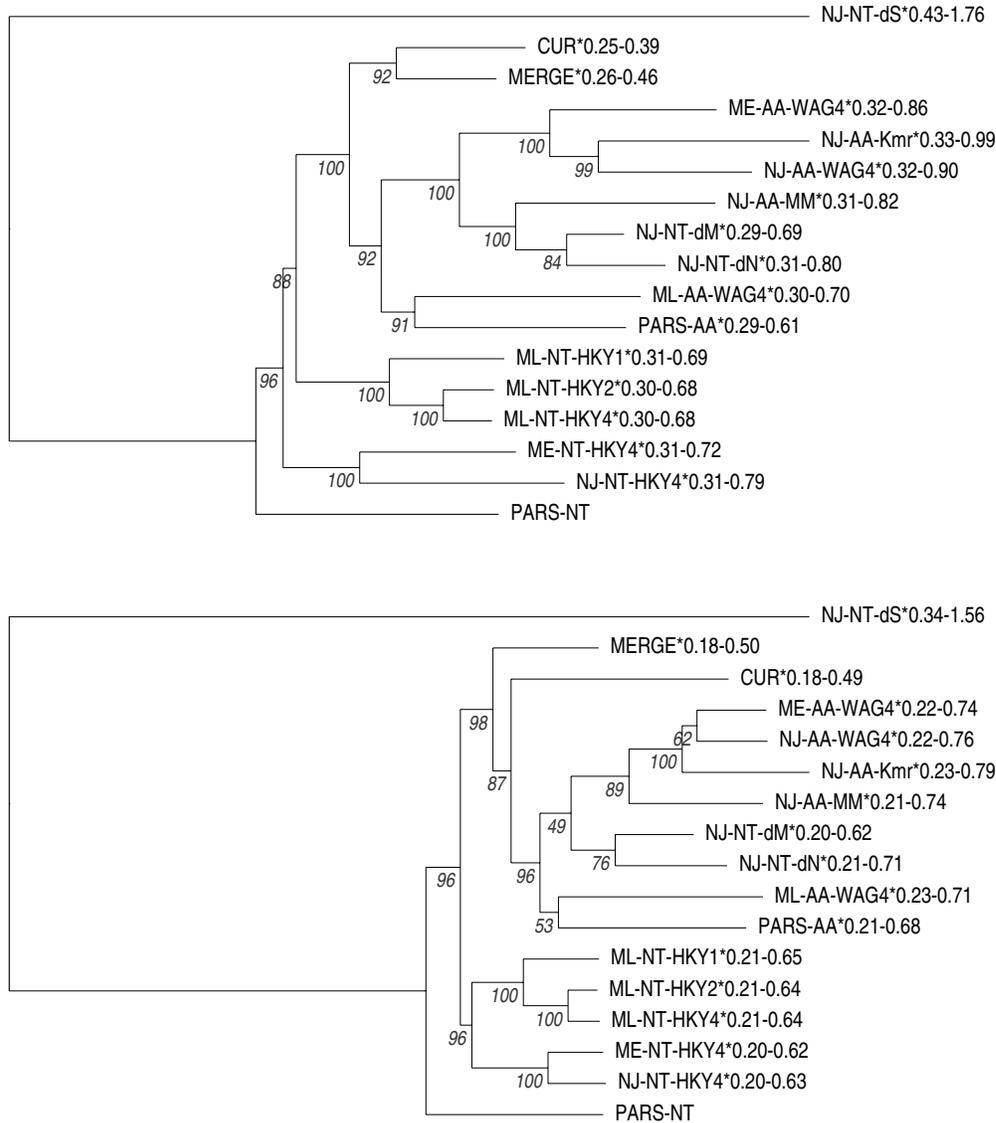 NJ-NT-dS*0.43-1.76
CUR*0.25-0.39
92
MERGE*0.26-0.46
ME-AA-WAG4*0.32-0.86
100
NJ-AA-Kmr*0.33-0.99
100
99
NJ-AA-WAG4*0.32-0.90
100
NJ-AA-MM*0.31-0.82
100
NJ-NT-dM*0.29-0.69
92
84
NJ-NT-dN*0.31-0.80
88
ML-AA-WAG4*0.30-0.70
91
PARS-AA*0.29-0.61
ML-NT-HKY1*0.31-0.69
96
100
ML-NT-HKY2*0.30-0.68
100
ML-NT-HKY4*0.30-0.68
ME-NT-HKY4*0.31-0.72
100
NJ-NT-HKY4*0.31-0.79
PARS-NT
NJ-NT-dS*0.34-1.56
MERGE*0.18-0.50
CUR*0.18-0.49
ME-AA-WAG4*0.22-0.74
98
62
NJ-AA-WAG4*0.22-0.76
100
NJ-AA-Kmr*0.23-0.79
87
89
NJ-AA-MM*0.21-0.74
49
NJ-NT-dM*0.20-0.62
76
NJ-NT-dN*0.21-0.71
96
96
ML-AA-WAG4*0.23-0.71
53
PARS-AA*0.21-0.68
ML-NT-HKY1*0.21-0.65
100
ML-NT-HKY2*0.21-0.64
100
ML-NT-HKY4*0.21-0.64
96
ME-NT-HKY4*0.20-0.62
100
NJ-NT-HKY4*0.20-0.63
PARS-NT